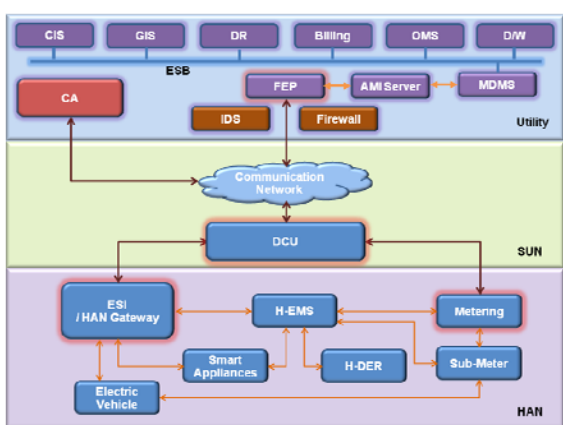 CIS
GIS
DR
Billing
OMS
D/W
ESB
CA
FEP
AMI Server
MDMS
IDS
Firewall
Utility
Communication
Network
DCU
SUN
ESI
/ HAN Gateway
H-EMS
Metering
Smart
Appliances
H-DER
Sub-Meter
Electric
Vehicle
HAN